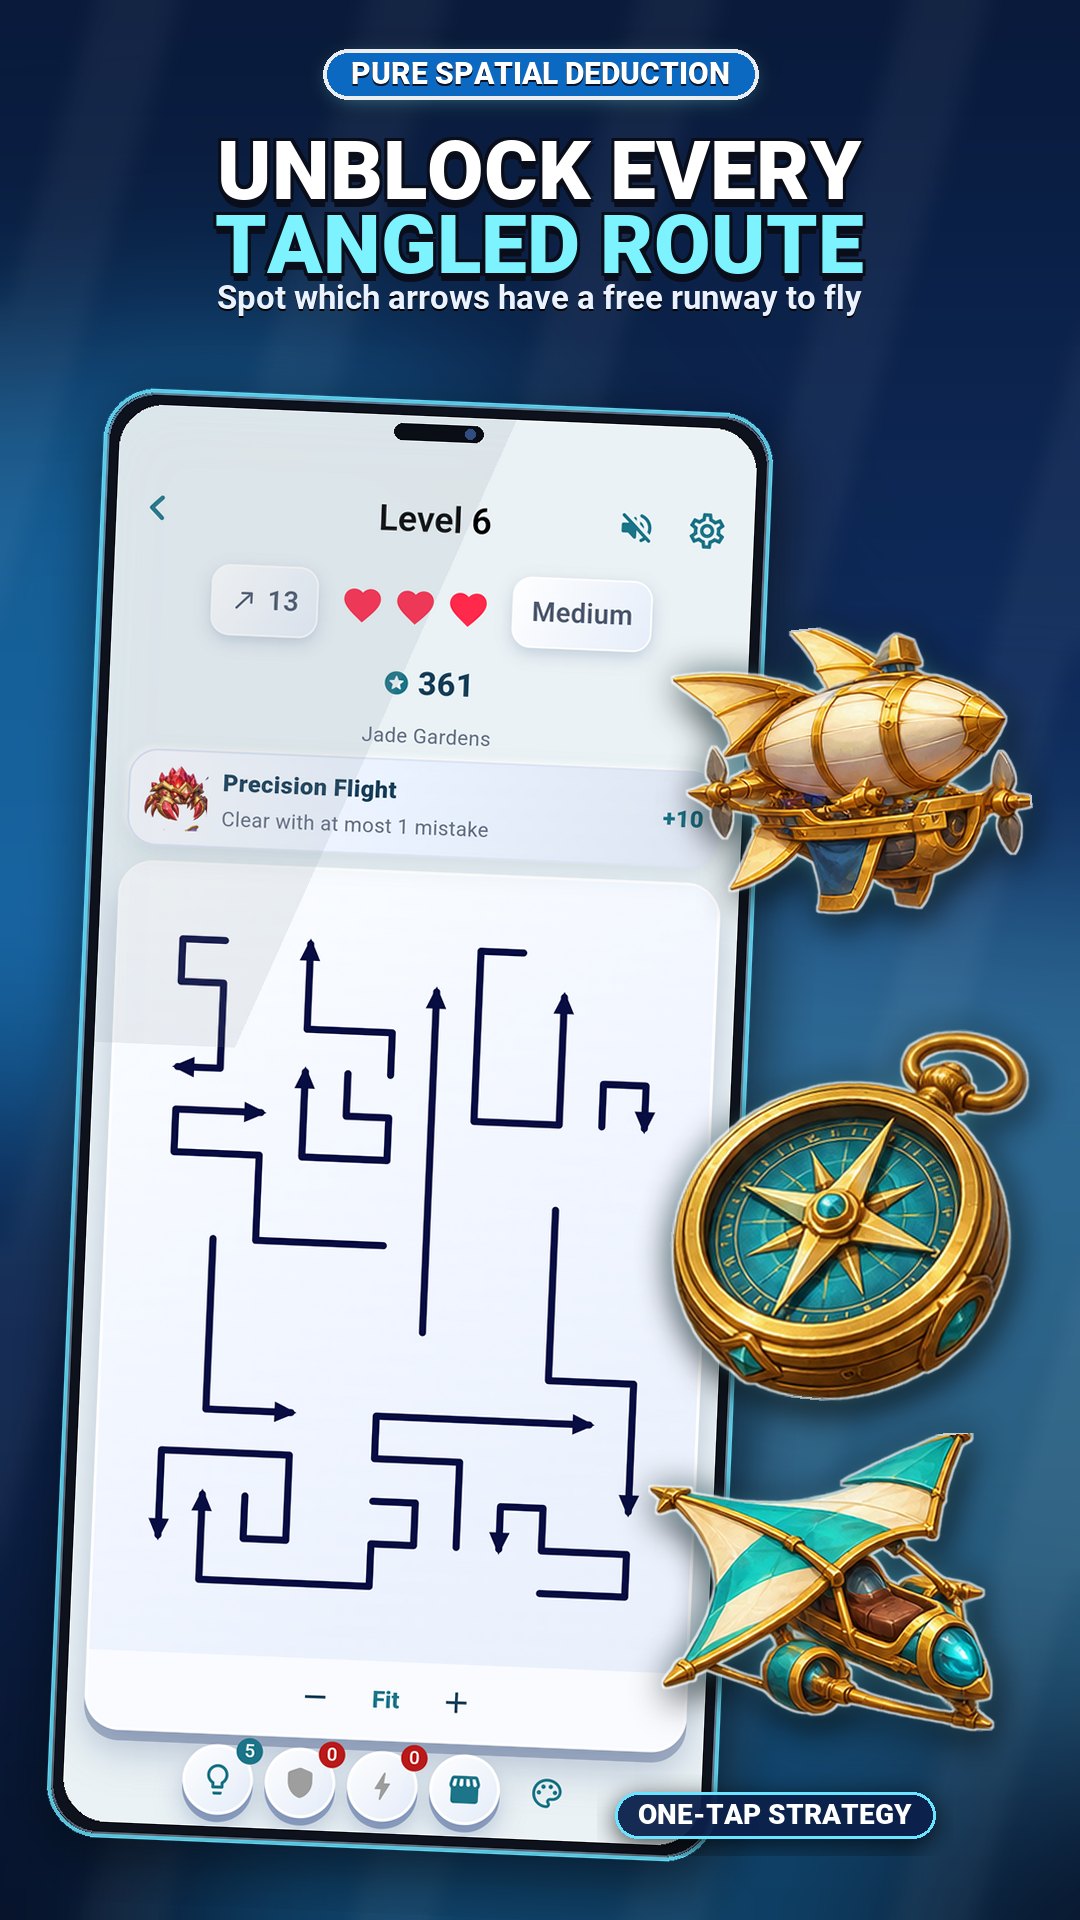 PURE SPATIAL DEDUCTION
UNBLOCK EVERY
TANGLED ROUTE
Spot which arrows have a free runway to fly
Level 6
13
Medium
361
Jade Gardens
Precision Flight
Clear with at most 1 mistake
+10
Fit
5
0
0
ONE-TAP STRATEGY